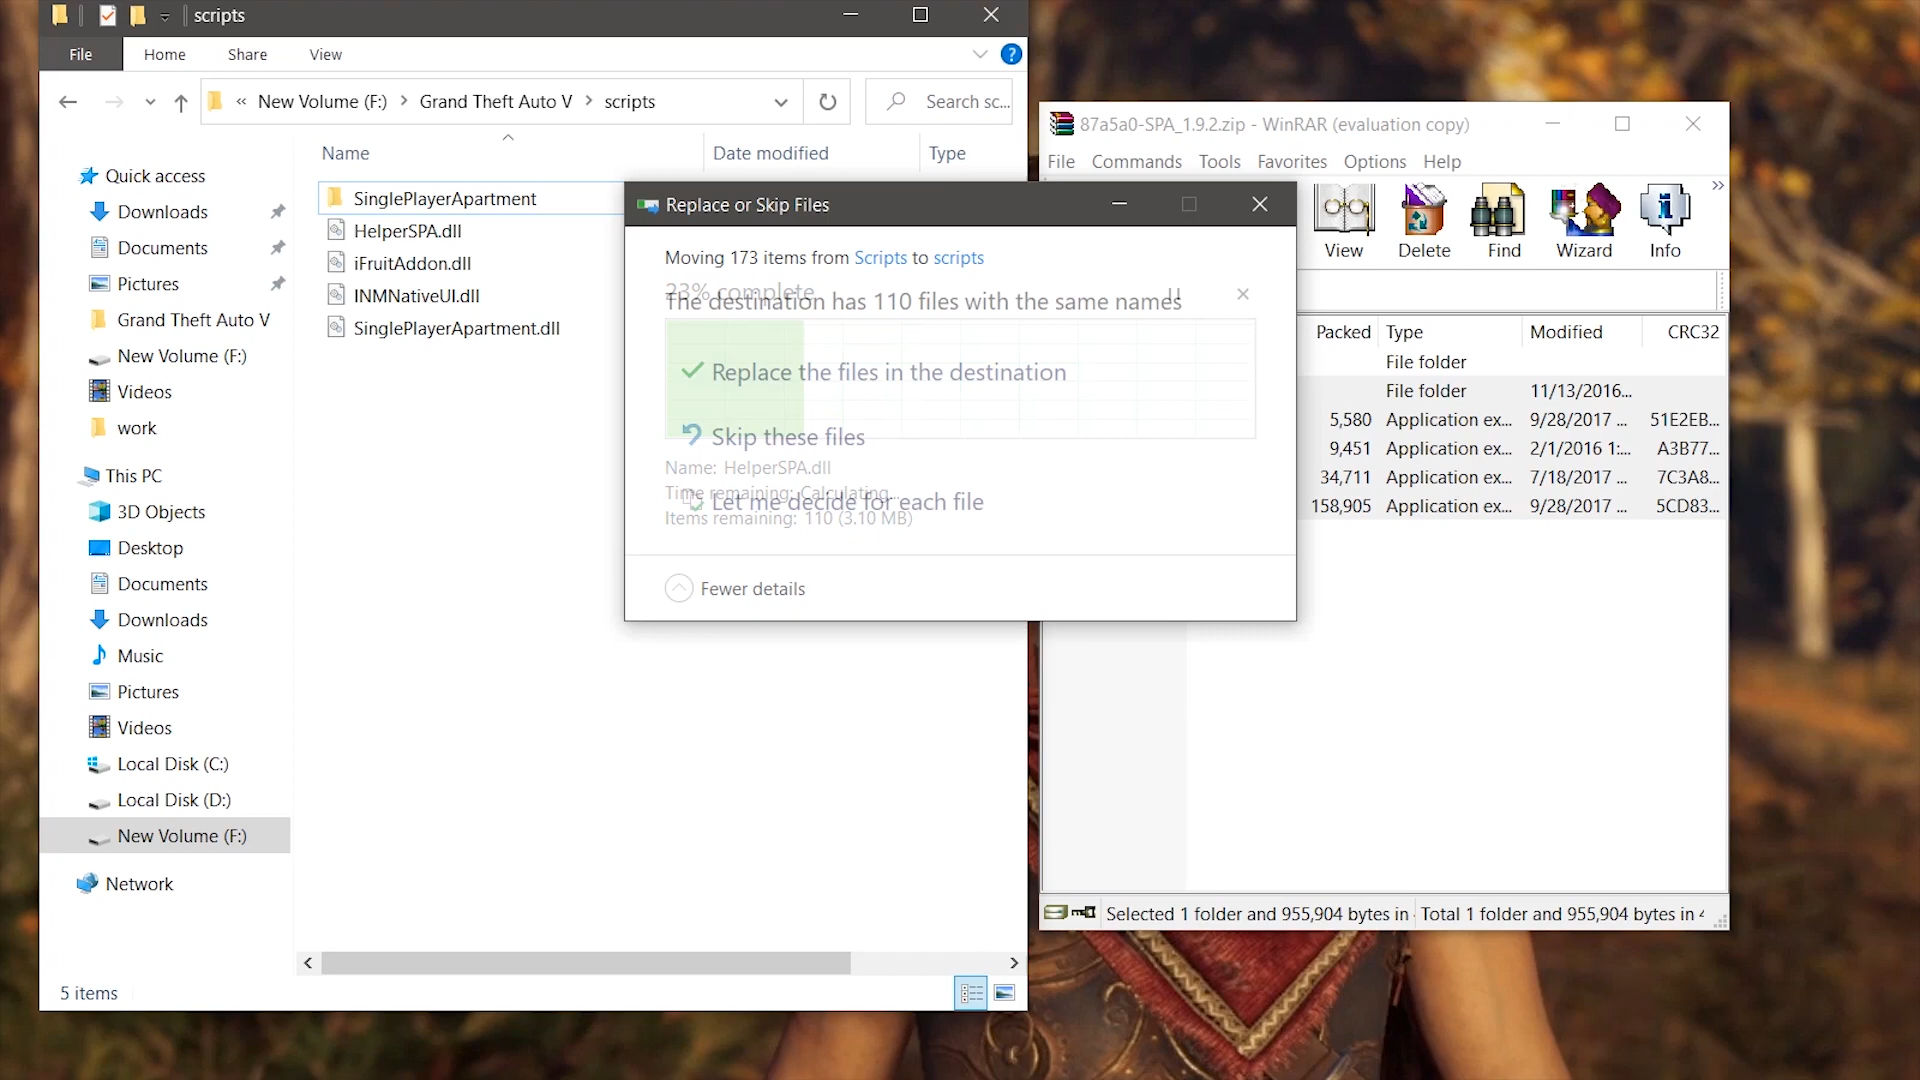 scripts
File
Home
Share
View
?
«
New Volume (F:)
Grand Theft Auto V
scripts
Search sc...
Name
Date modified
Type
Quick access
Downloads
Documents
Pictures
Grand Theft Auto V
New Volume (F:)
Videos
work
This PC
3D Objects
Desktop
Documents
Downloads
Music
Pictures
Videos
Local Disk (C:)
Local Disk (D:)
New Volume (F:)
Network
SinglePlayerApartment
HelperSPA.dll
iFruitAddon.dll
INMNativeUI.dll
SinglePlayerApartment.dll
5 items
Replace or Skip Files
Moving 173 items from Scripts to scripts
23% complete
The destination has 110 files with the same names
Replace the files in the destination
Skip these files
Name: HelperSPA.dll
Time remaining: Calculating...
Let me decide for each file
Items remaining: 110 (3.10 MB)
Fewer details
87a5a0-SPA_1.9.2.zip - WinRAR (evaluation copy)
File
Commands
Tools
Favorites
Options
Help
View
Delete
Find
Wizard
Info
»
Packed
Type
Modified
CRC32
File folder
File folder 11/13/2016...
5,580 Application ex... 9/28/2017 ... 51E2EB...
9,451 Application ex... 2/1/2016 1:... A3B77...
34,711 Application ex... 7/18/2017 ... 7C3A8...
158,905 Application ex... 9/28/2017 ... 5CD83...
Selected 1 folder and 955,904 bytes in
Total 1 folder and 955,904 bytes in